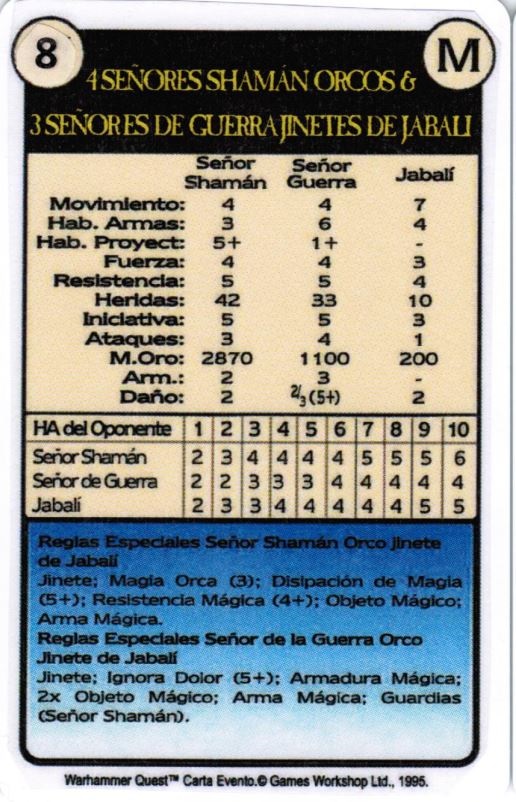 8
M
4 SEÑORES SHAMÁN ORCOS &
3 SEÑORES DE GUERRA JINETES DE JABALI
Señor Shamán Señor Guerra Jabalí
Movimiento: 4 4 7
Hab. Armas: 3 6 4
Hab. Proyect: 5+ 1+ -
Fuerza: 4 4 3
Resistencia: 5 5 4
Heridas: 42 33 10
Iniciativa: 5 5 3
Ataques: 3 4 1
M.Oro: 2870 1100 200
Arm.: 2 3 -
Daño: 2 2/3 (5+) 2
HA del Oponente 1 2 3 4 5 6 7 8 9 10
Señor Shamán 2 3 4 4 4 4 5 5 5 6
Señor de Guerra 2 2 3 3 3 4 4 4 4 4
Jabalí 2 3 3 4 4 4 4 4 5 5
Reglas Especiales Señor Shamán Orco Jinete
de Jabalí
Jinete; Magia Orca (3); Disipación de Magia
(5+); Resistencia Mágica (4+); Objeto Mágico;
Arma Mágica.
Reglas Especiales Señor de la Guerra Orco
Jinete de Jabalí
Jinete; Ignora Dolor (5+); Armadura Mágica;
2x Objeto Mágico; Arma Mágica; Guardias
(Señor Shamán).
Warhammer Quest™ Carta Evento.© Games Workshop Ltd., 1995.